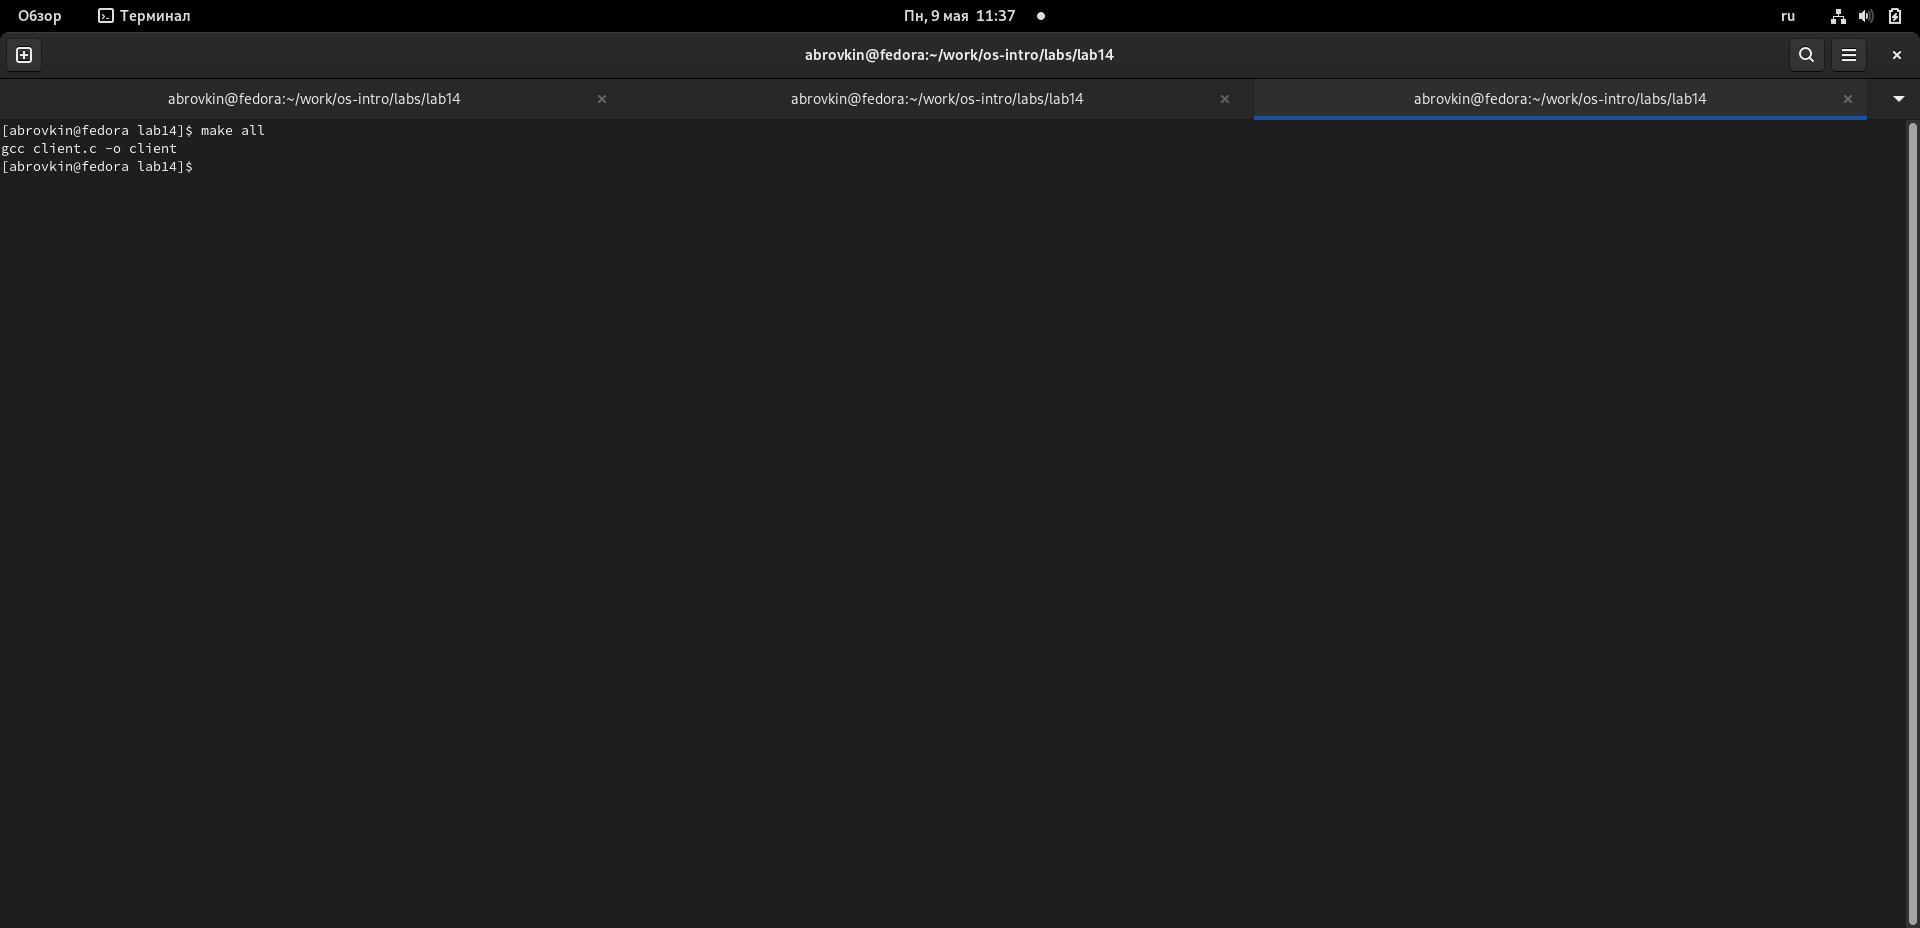 Обзор Терминал Пн, 9 мая 11:37 ru
abrovkin@fedora:~/work/os-intro/labs/lab14
abrovkin@fedora:~/work/os-intro/labs/lab14 abrovkin@fedora:~/work/os-intro/labs/lab14 abrovkin@fedora:~/work/os-intro/labs/lab14
[abrovkin@fedora lab14]$ make all
gcc client.c -o client
[abrovkin@fedora lab14]$